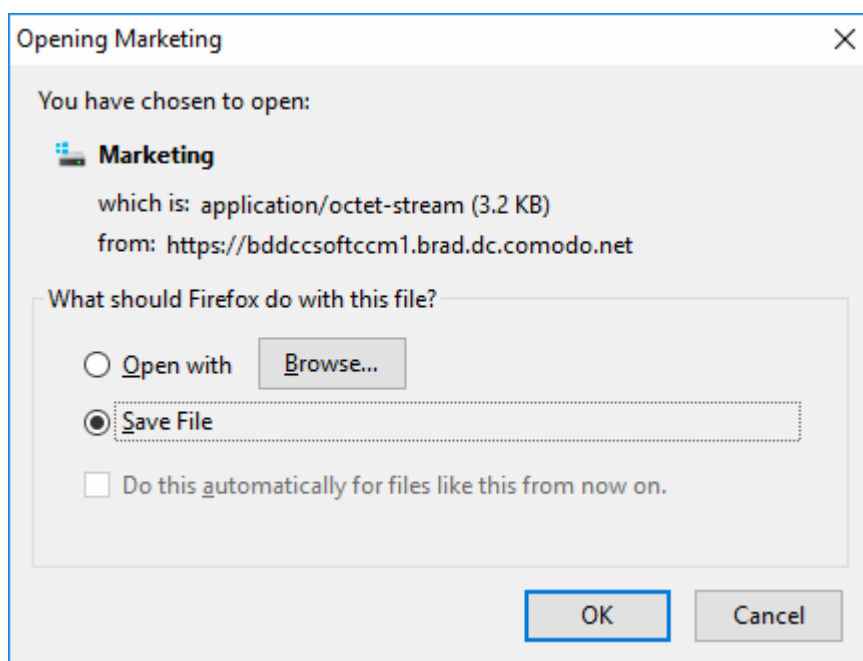 Opening Marketing
You have chosen to open:
Marketing
which is: application/octet-stream (3.2 KB)
from: https://bddccsoftccm1.brad.dc.comodo.net
What should Firefox do with this file?
Open with Browse...
Save File
Do this automatically for files like this from now on.
OK Cancel